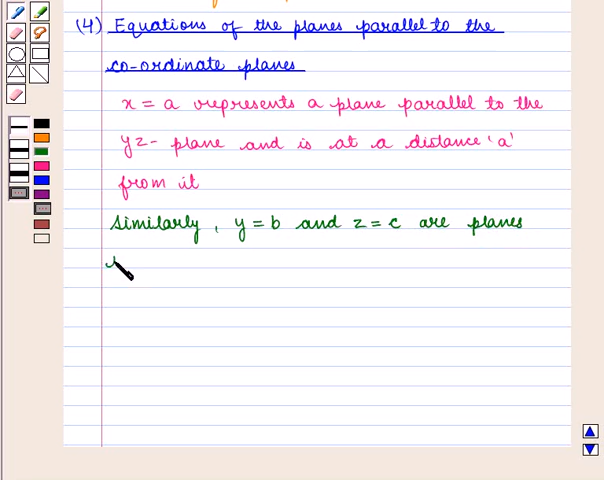 (4) Equations of the planes parallel to the
co-ordinate planes
x = a represents a plane parallel to the
yz- plane and is at a distance 'a'
from it
Similarly, y = b and z = c are planes